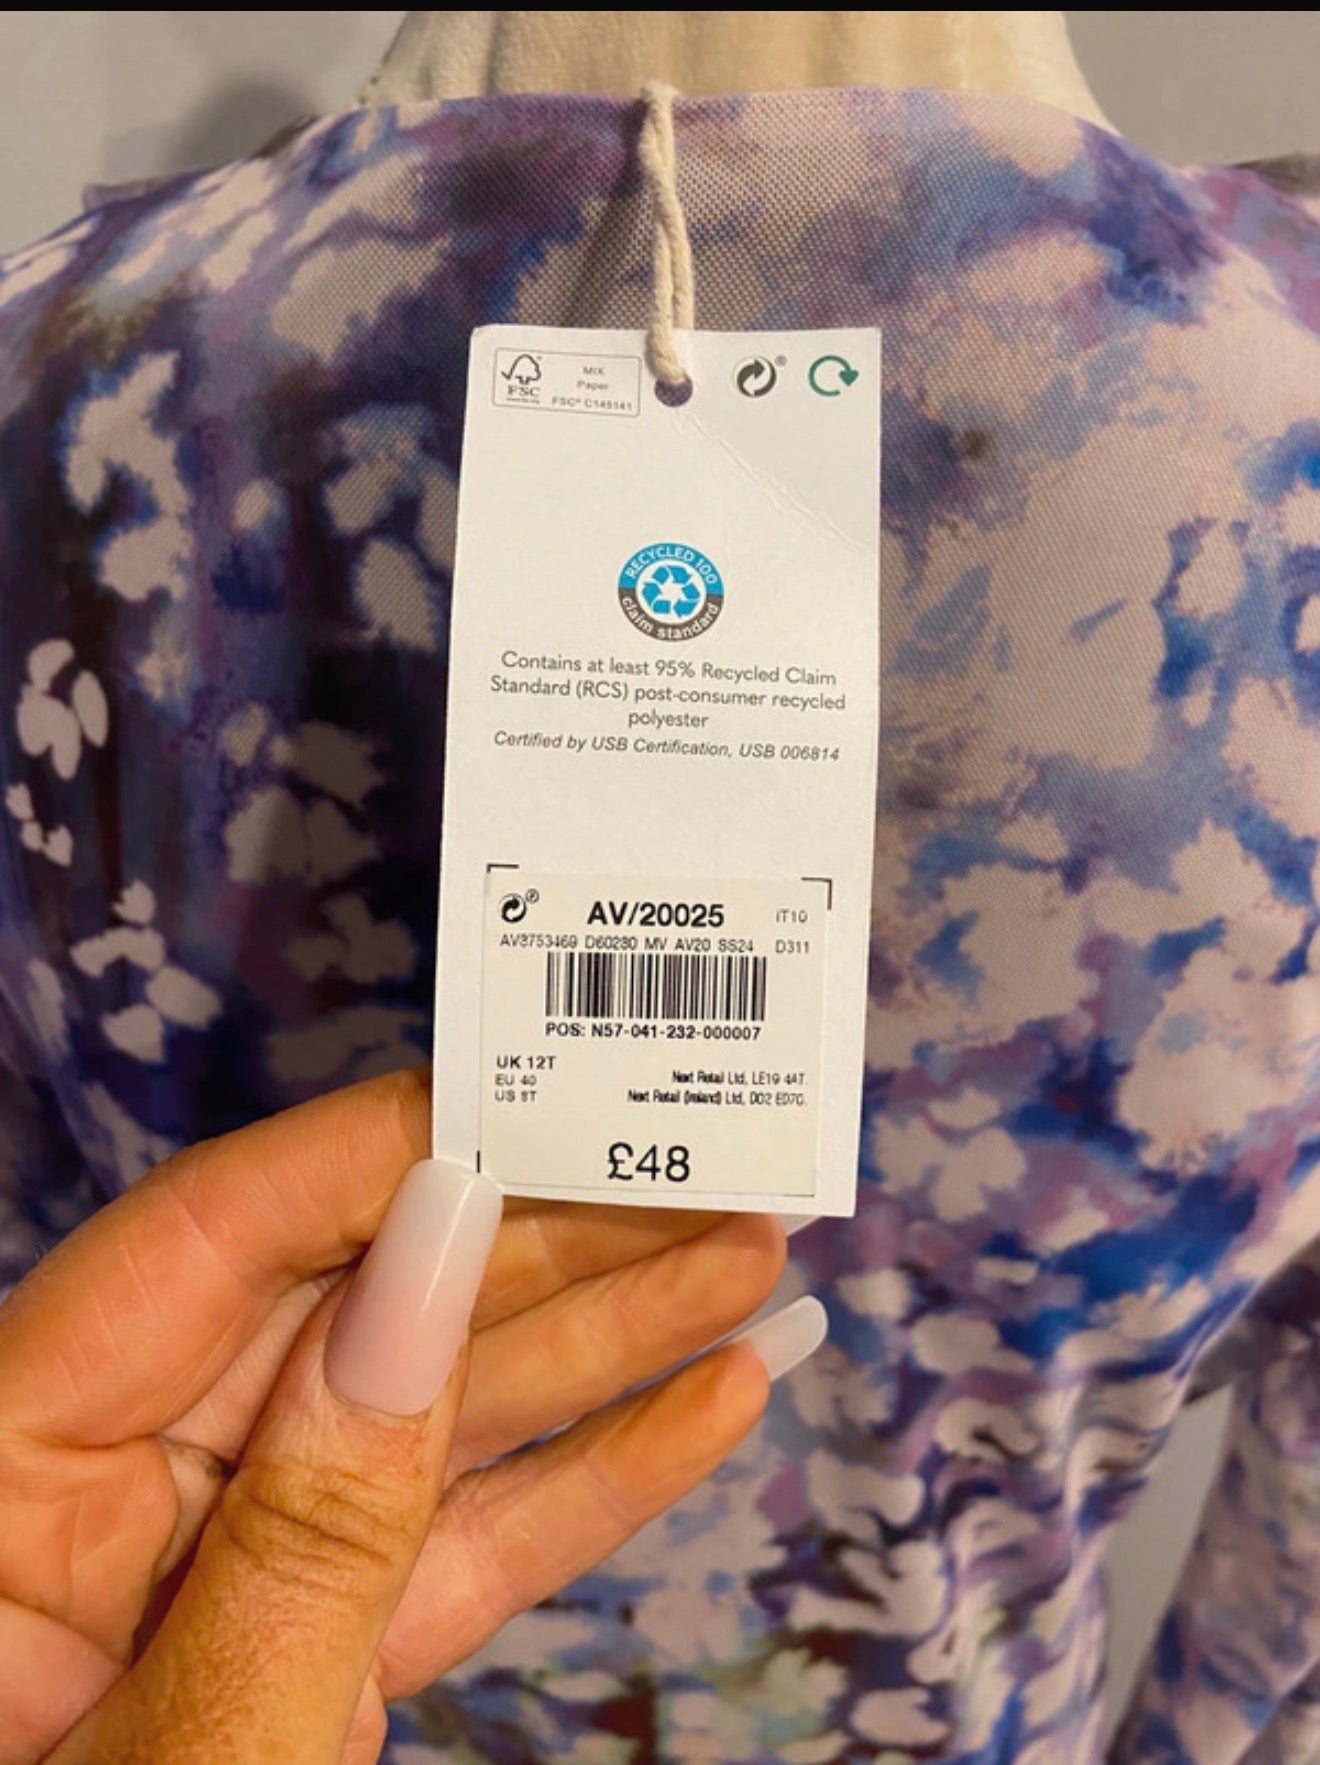 FSC
MIX
Paper
FSC® C145141
RECYCLED 100
claim standard
Contains at least 95% Recycled Claim
Standard (RCS) post-consumer recycled
polyester
Certified by USB Certification, USB 006814
AV/20025 IT10
AV3753469 D60280 MV AV20 SS24 D311
POS: N57-041-232-000007
UK 12T
EU 40
US 8T
Next Retail Ltd, LE19 4AT.
Next Retail (Ireland) Ltd, D02 ED70.
£48